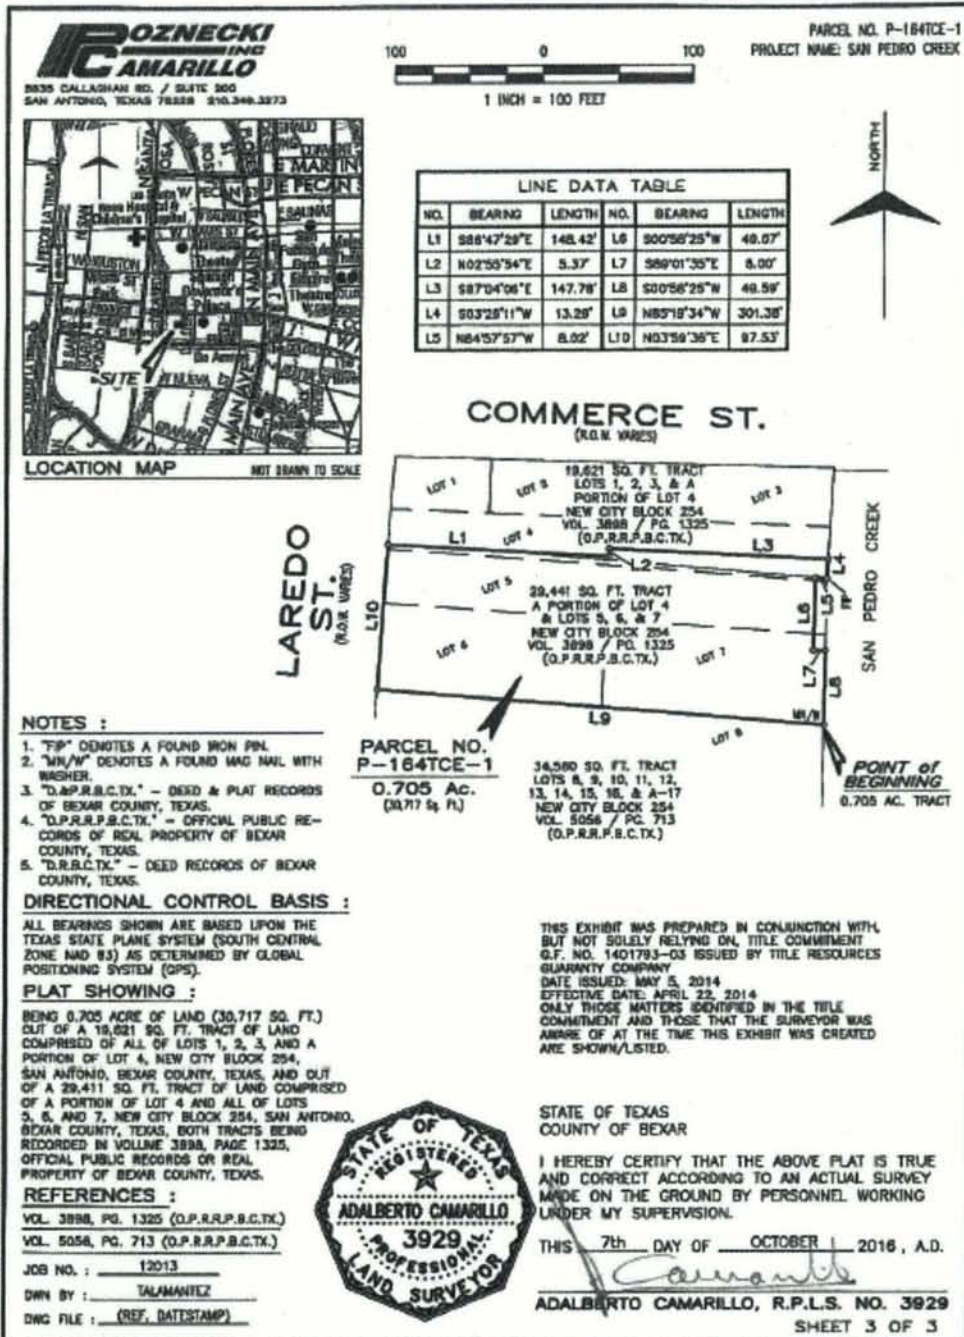 POZNECKI
INC
CAMARILLO
5835 CALLAGHAN RD. / SUITE 200
SAN ANTONIO, TEXAS 78228 210.349.3273
100 0 100
1 INCH = 100 FEET
PARCEL NO. P-164TCE-1
PROJECT NAME: SAN PEDRO CREEK
NORTH
SITE
LOCATION MAP NOT DRAWN TO SCALE
LINE DATA TABLE
NO. BEARING LENGTH NO. BEARING LENGTH
L1 S86°47'29"E 148.42' L6 S00°56'25"W 49.07'
L2 N02°55'54"E 5.37' L7 S89°01'35"E 8.00'
L3 S87°04'06"E 147.78' L8 S00°56'25"W 49.59'
L4 S03°29'11"W 13.29' L9 N85°19'34"W 301.38'
L5 N84°57'57"W 8.02' L10 N03°59'36"E 97.53'
COMMERCE ST.
(R.O.W. VARIES)
LAREDO
ST.
(R.O.W. VARIES)
SAN PEDRO CREEK
LOT 1
LOT 3
19,621 SQ. FT. TRACT
LOTS 1, 2, 3, & A
PORTION OF LOT 4
NEW CITY BLOCK 254
VOL. 3898 / PG. 1325
(O.P.R.R.P.B.C.TX.)
L1
LOT 4
L2
L3
L4
L5
FIP
LOT 5
29,441 SQ. FT. TRACT
A PORTION OF LOT 4
& LOTS 5, 6, & 7
NEW CITY BLOCK 254
VOL. 3898 / PG. 1325
(O.P.R.R.P.B.C.TX.)
L6
L10
LOT 6
LOT 7
L7
L8
L9
MN/W
LOT 8
PARCEL NO.
P-164TCE-1
0.705 Ac.
(30,717 Sq. Ft.)
34,560 SQ. FT. TRACT
LOTS 8, 9, 10, 11, 12,
13, 14, 15, 16, & A-17
NEW CITY BLOCK 254
VOL. 5056 / PG. 713
(O.P.R.R.P.B.C.TX.)
POINT of
BEGINNING
0.705 AC. TRACT
NOTES :
1. "FIP" DENOTES A FOUND IRON PIN.
2. "MN/W" DENOTES A FOUND MAG NAIL WITH
WASHER.
3. "D.&P.R.B.C.TX." - DEED & PLAT RECORDS
OF BEXAR COUNTY, TEXAS.
4. "O.P.R.R.P.B.C.TX." - OFFICIAL PUBLIC RE-
CORDS OF REAL PROPERTY OF BEXAR
COUNTY, TEXAS.
5. "D.R.B.C.TX." - DEED RECORDS OF BEXAR
COUNTY, TEXAS.
DIRECTIONAL CONTROL BASIS :
ALL BEARINGS SHOWN ARE BASED UPON THE
TEXAS STATE PLANE SYSTEM (SOUTH CENTRAL
ZONE NAD 83) AS DETERMINED BY GLOBAL
POSITIONING SYSTEM (GPS).
PLAT SHOWING :
BEING 0.705 ACRE OF LAND (30,717 SQ. FT.)
OUT OF A 19,621 SQ. FT. TRACT OF LAND
COMPRISED OF ALL OF LOTS 1, 2, 3, AND A
PORTION OF LOT 4, NEW CITY BLOCK 254,
SAN ANTONIO, BEXAR COUNTY, TEXAS, AND OUT
OF A 29,411 SQ. FT. TRACT OF LAND COMPRISED
OF A PORTION OF LOT 4 AND ALL OF LOTS
5, 6, AND 7, NEW CITY BLOCK 254, SAN ANTONIO,
BEXAR COUNTY, TEXAS, BOTH TRACTS BEING
RECORDED IN VOLUME 3898, PAGE 1325,
OFFICIAL PUBLIC RECORDS OR REAL
PROPERTY OF BEXAR COUNTY, TEXAS.
REFERENCES :
VOL. 3898, PG. 1325 (O.P.R.R.P.B.C.TX.)
VOL. 5056, PG. 713 (O.P.R.R.P.B.C.TX.)
JOB NO. : 12013
DWN BY : TALAMANTEZ
DWG FILE : (REF. DATESTAMP)
STATE OF TEXAS
REGISTERED
ADALBERTO CAMARILLO
3929
PROFESSIONAL
LAND SURVEYOR
THIS EXHIBIT WAS PREPARED IN CONJUNCTION WITH,
BUT NOT SOLELY RELYING ON, TITLE COMMITMENT
G.F. NO. 1401793-03 ISSUED BY TITLE RESOURCES
GUARANTY COMPANY
DATE ISSUED: MAY 5, 2014
EFFECTIVE DATE: APRIL 22, 2014
ONLY THOSE MATTERS IDENTIFIED IN THE TITLE
COMMITMENT AND THOSE THAT THE SURVEYOR WAS
AWARE OF AT THE TIME THIS EXHIBIT WAS CREATED
ARE SHOWN/LISTED.
STATE OF TEXAS
COUNTY OF BEXAR
I HEREBY CERTIFY THAT THE ABOVE PLAT IS TRUE
AND CORRECT ACCORDING TO AN ACTUAL SURVEY
MADE ON THE GROUND BY PERSONNEL WORKING
UNDER MY SUPERVISION.
THIS 7th DAY OF OCTOBER 2016, A.D.
ADALBERTO CAMARILLO, R.P.L.S. NO. 3929
SHEET 3 OF 3